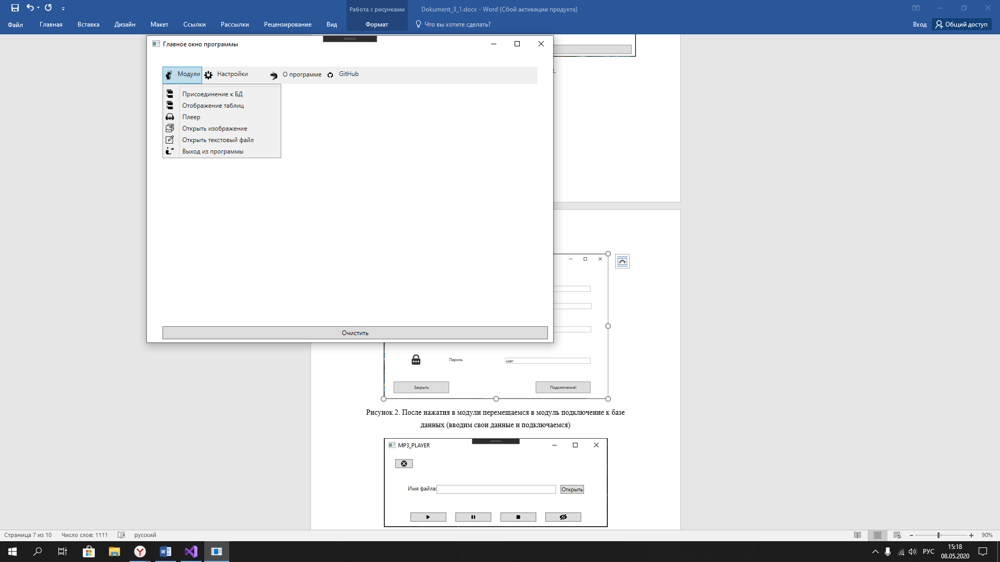 Работа с рисунками
Dokument_3_1.docx - Word (Сбой активации продукта)
Файл
Главная
Вставка
Дизайн
Макет
Ссылки
Рассылки
Рецензирование
Вид
Формат
Что вы хотите сделать?
Вход
Общий доступ
Главное окно программы
Модули
Настройки
О программе
GitHub
Присоединение к БД
Отображение таблиц
Плеер
Открыть изображение
Открыть текстовый файл
Выход из программы
Очистить
Пароль
user
Закрыть
Подключение!
Рисунок 2. После нажатия в модули перемещаемся в модуль подключение к базе
данных (вводим свои данные и подключаемся)
MP3_PLAYER
Имя файла:
Открыть
Страница 7 из 10
Число слов: 1111
русский
90%
РУС
15:18
08.05.2020